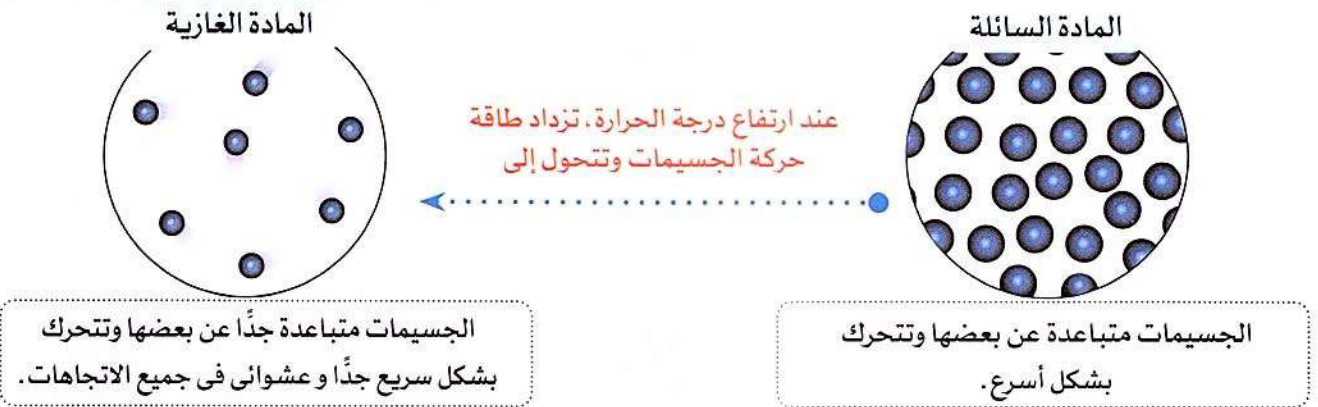 المادة السائلة
المادة الغازية
عند ارتفاع درجة الحرارة، تزداد طاقة
حركة الجسيمات وتتحول إلى
الجسيمات متباعدة عن بعضها وتتحرك
بشكل أسرع.
الجسيمات متباعدة جدًّا عن بعضها وتتحرك
بشكل سريع جدًّا و عشوائى فى جميع الاتجاهات.